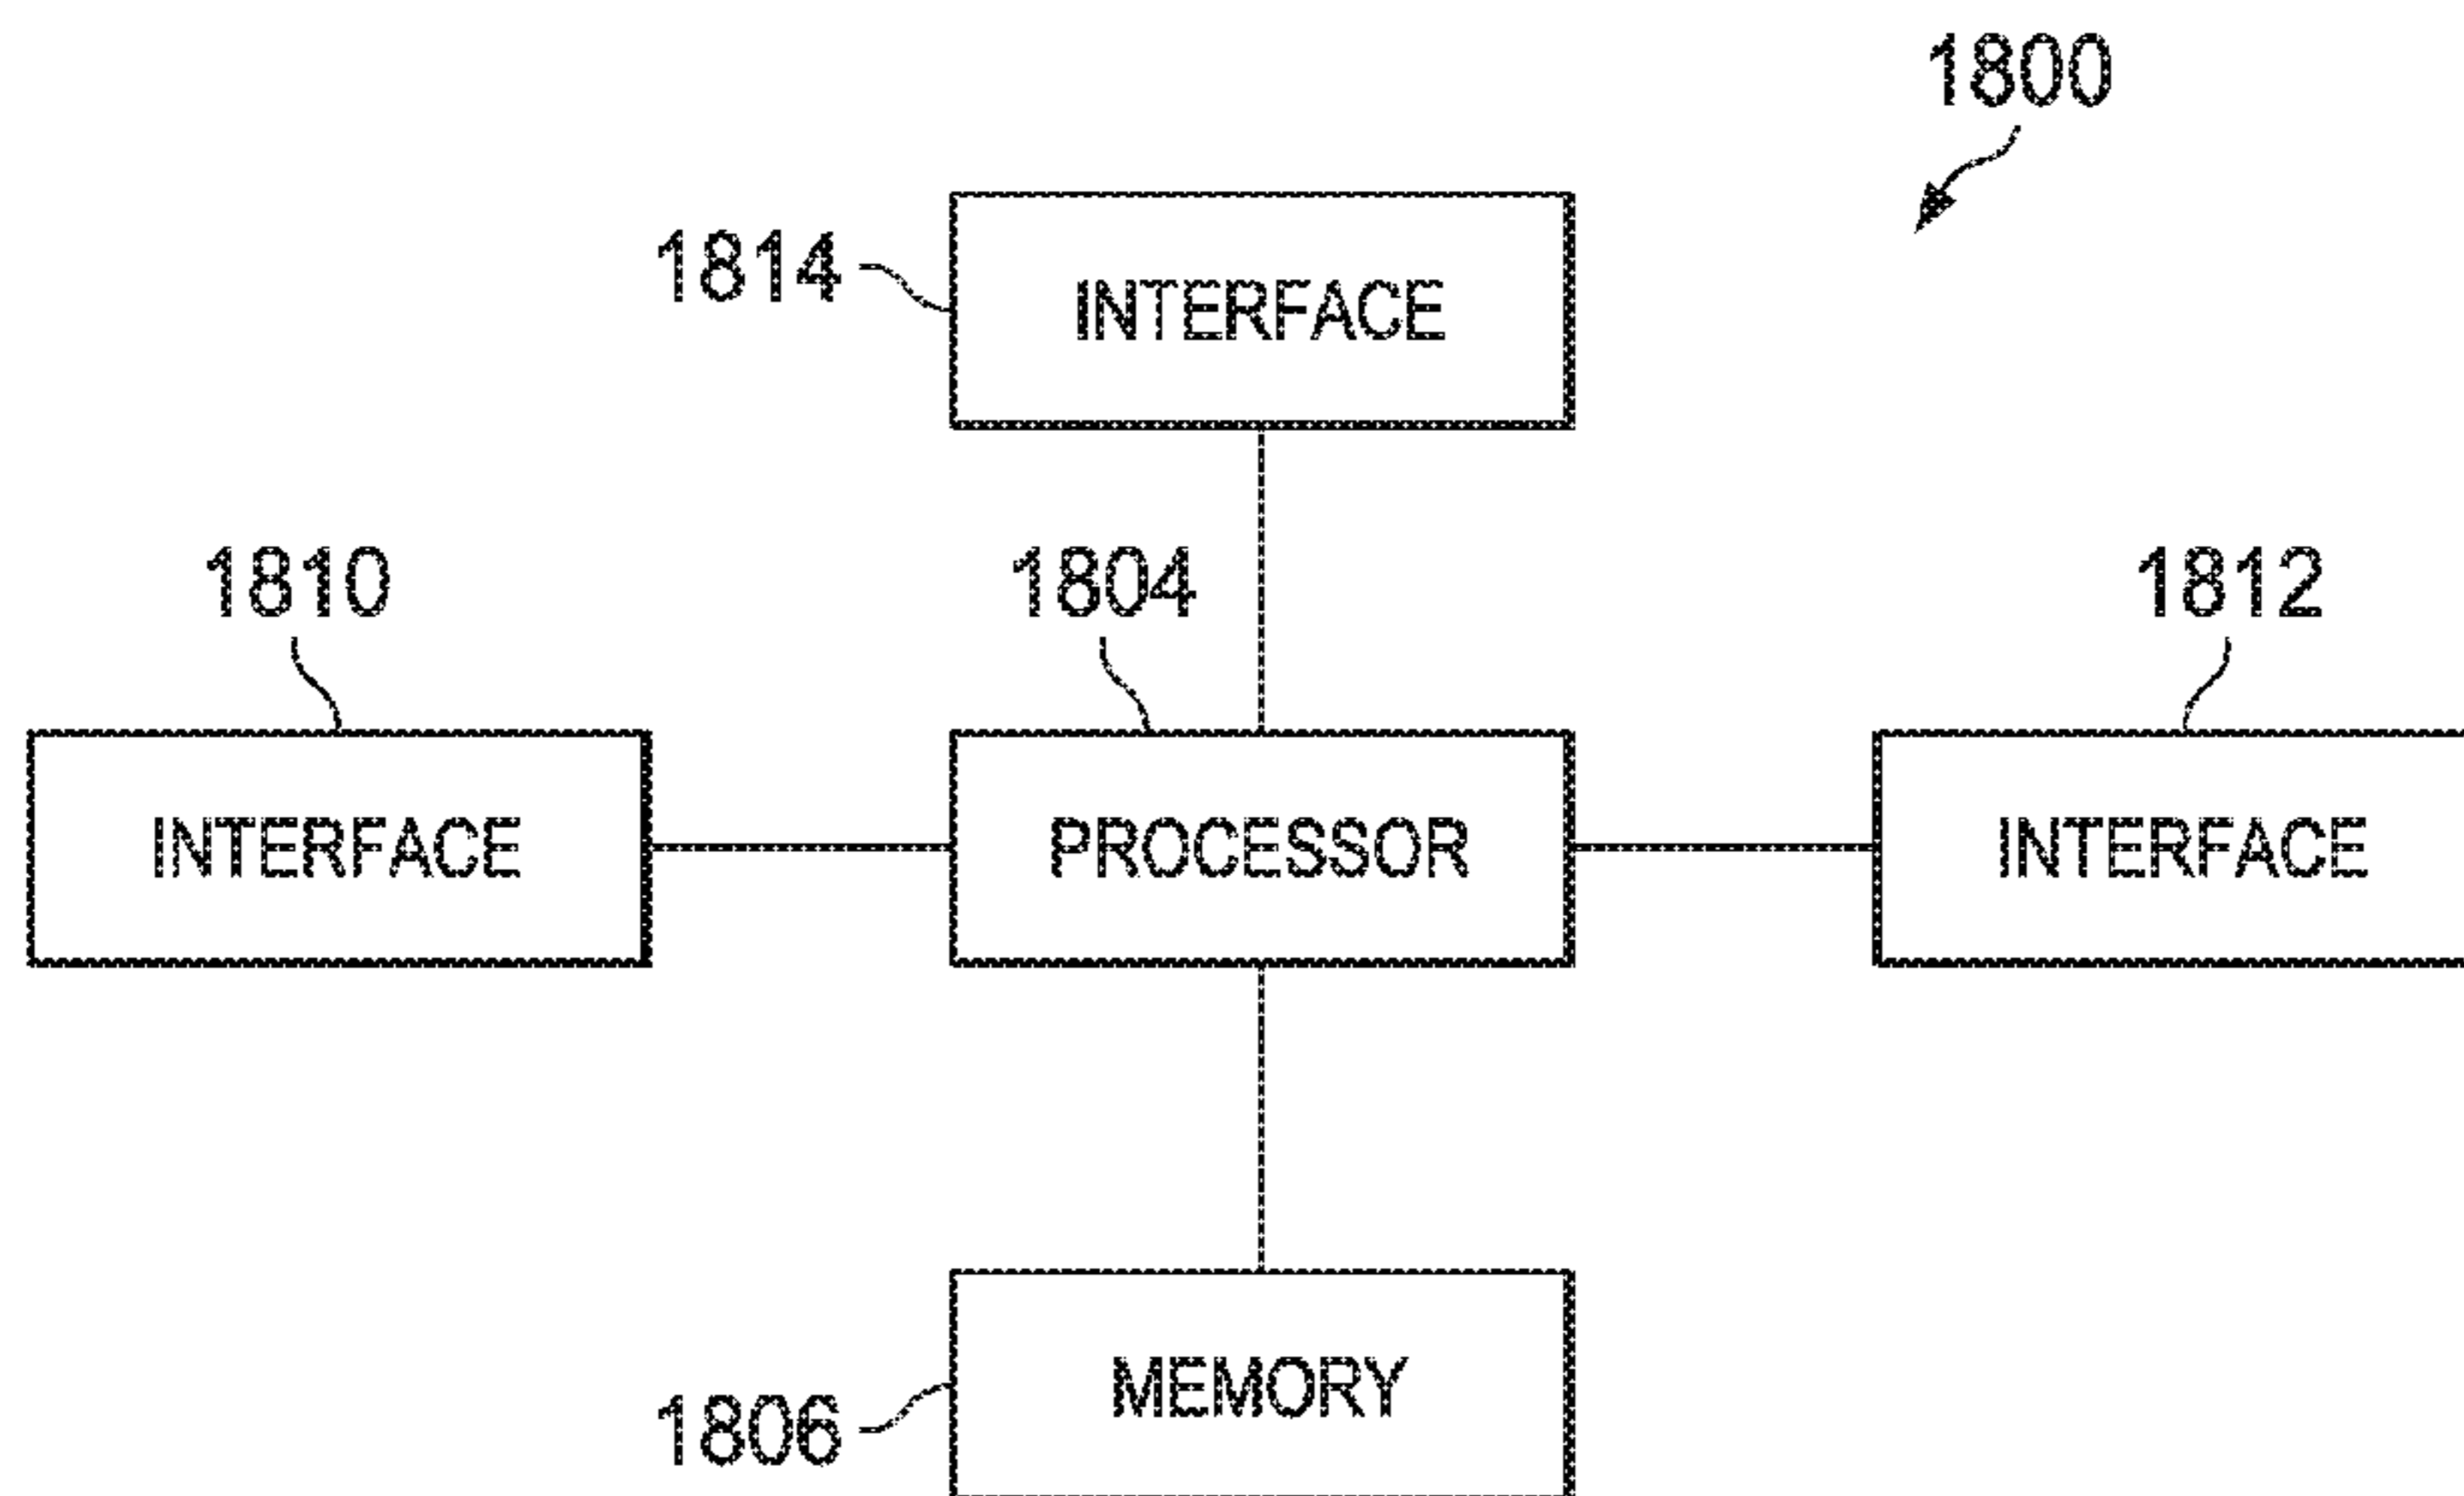 1800
1814
INTERFACE
1810
1804
1812
INTERFACE
PROCESSOR
INTERFACE
MEMORY
1806